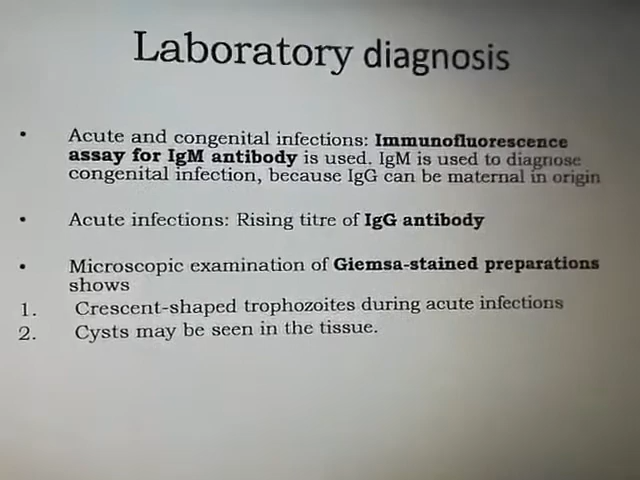 Laboratory diagnosis
• Acute and congenital infections: Immunofluorescence
assay for IgM antibody is used. IgM is used to diagnose
congenital infection, because IgG can be maternal in origin
• Acute infections: Rising titre of IgG antibody
• Microscopic examination of Giemsa-stained preparations
shows
1. Crescent-shaped trophozoites during acute infections
2. Cysts may be seen in the tissue.